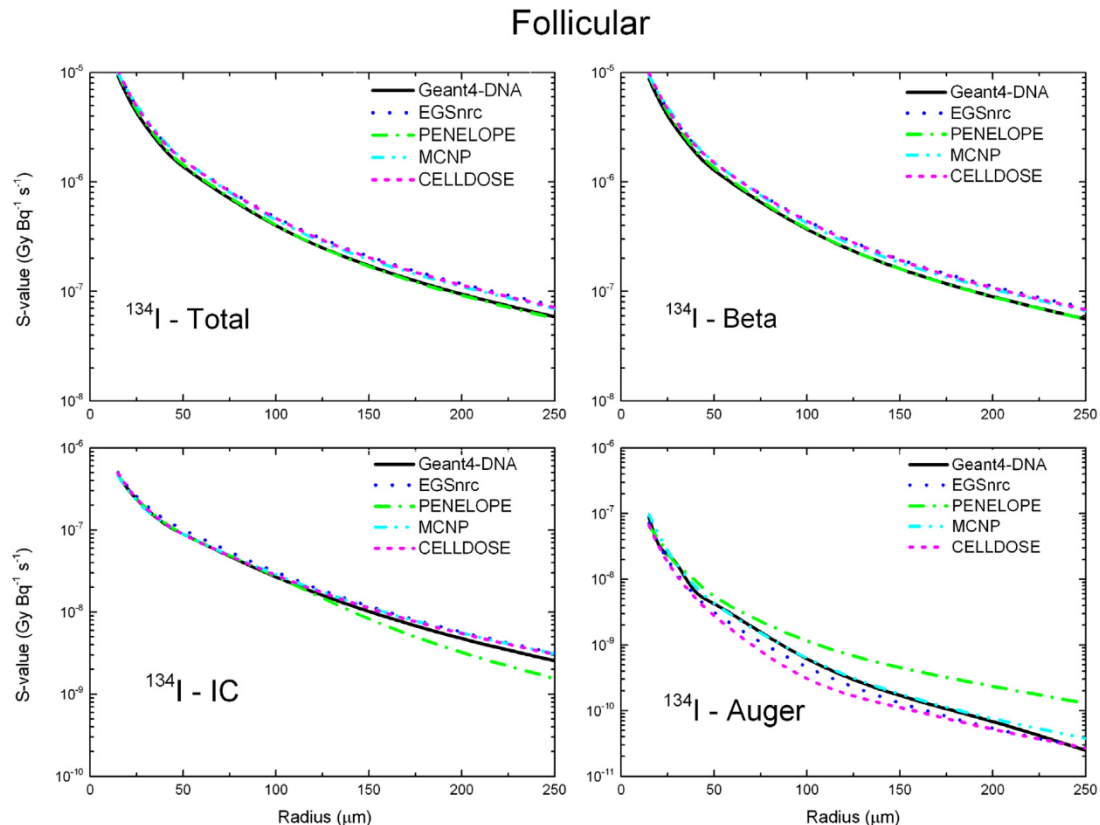 Follicular
10⁻⁵
10⁻⁶
10⁻⁷
10⁻⁸
S-value (Gy Bq⁻¹ s⁻¹)
Geant4-DNA
EGSnrc
PENELOPE
MCNP
CELLDOSE
¹³⁴I - Total
0 50 100 150 200 250
10⁻⁵
10⁻⁶
10⁻⁷
10⁻⁸
Geant4-DNA
EGSnrc
PENELOPE
MCNP
CELLDOSE
¹³⁴I - Beta
0 50 100 150 200 250
10⁻⁶
10⁻⁷
10⁻⁸
10⁻⁹
10⁻¹⁰
S-value (Gy Bq⁻¹ s⁻¹)
Geant4-DNA
EGSnrc
PENELOPE
MCNP
CELLDOSE
¹³⁴I - IC
0 50 100 150 200 250
Radius (μm)
10⁻⁶
10⁻⁷
10⁻⁸
10⁻⁹
10⁻¹⁰
10⁻¹¹
Geant4-DNA
EGSnrc
PENELOPE
MCNP
CELLDOSE
¹³⁴I - Auger
0 50 100 150 200 250
Radius (μm)